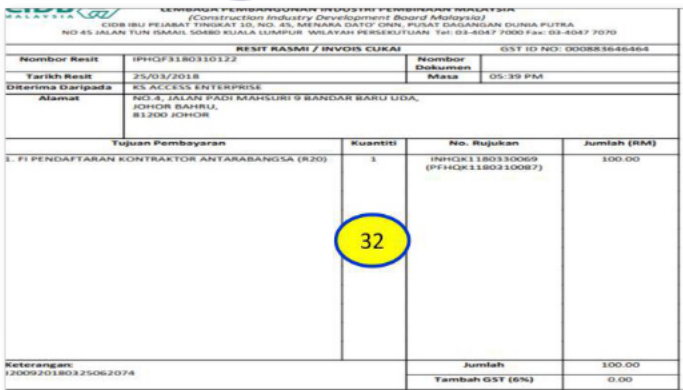 CIDB
MALAYSIA
LEMBAGA PEMBANGUNAN INDUSTRI PEMBINAAN MALAYSIA
(Construction Industry Development Board Malaysia)
CIDB IBU PEJABAT TINGKAT 10, NO. 45, MENARA DATO' ONN, PUSAT DAGANGAN DUNIA PUTRA
NO 45 JALAN TUN ISMAIL 50480 KUALA LUMPUR WILAYAH PERSEKUTUAN Tel: 03-4047 7000 Fax: 03-4047 7070
RESIT RASMI / INVOIS CUKAI GST ID NO: 000883646464
Nombor Resit IPHQF3180310122 Nombor Dokumen
Tarikh Resit 25/03/2018 Masa 05:39 PM
Diterima Daripada KS ACCESS ENTERPRISE
Alamat NO.4, JALAN PADI MAHSURI 9 BANDAR BARU UDA,
JOHOR BAHRU,
81200 JOHOR
Tujuan Pembayaran Kuantiti No. Rujukan Jumlah (RM)
1. FI PENDAFTARAN KONTRAKTOR ANTARABANGSA (R20) 1 INHQK1180330069 100.00
(PFHQK1180310087)
32
Keterangan: Jumlah 100.00
J200920180325062074
Tambah GST (6%) 0.00